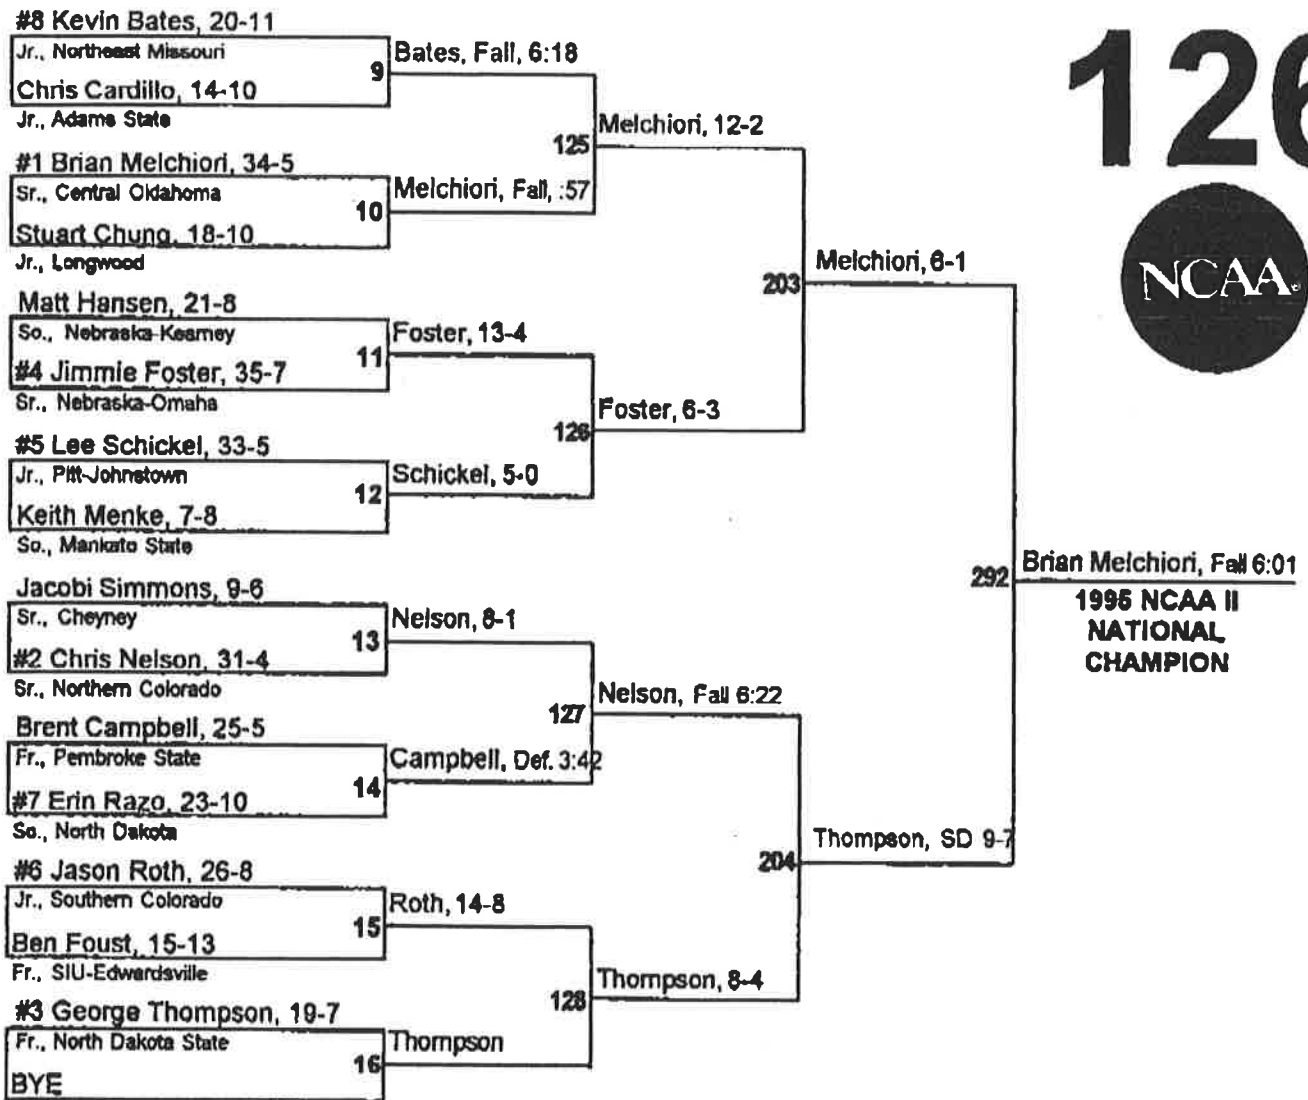 #8 Kevin Bates, 20-11
Jr., Northeast Missouri
9
Bates, Fall, 6:18
Chris Cardillo, 14-10
Jr., Adams State
125
Melchiori, 12-2
#1 Brian Melchiori, 34-5
Sr., Central Oklahoma
10
Melchiori, Fall, :57
Stuart Chung, 18-10
Jr., Longwood
203
Melchiori, 6-1
Matt Hansen, 21-8
So., Nebraska-Kearney
11
Foster, 13-4
#4 Jimmie Foster, 35-7
Sr., Nebraska-Omaha
126
Foster, 6-3
#5 Lee Schickel, 33-5
Jr., Pitt-Johnstown
12
Schickel, 5-0
Keith Menke, 7-8
So., Mankato State
292
Brian Melchiori, Fall 6:01
1995 NCAA II
NATIONAL
CHAMPION
Jacobi Simmons, 9-6
Sr., Cheyney
13
Nelson, 8-1
#2 Chris Nelson, 31-4
Sr., Northern Colorado
127
Nelson, Fall 6:22
Brent Campbell, 25-5
Fr., Pembroke State
14
Campbell, Def. 3:42
#7 Erin Razo, 23-10
So., North Dakota
204
Thompson, SD 9-7
#6 Jason Roth, 26-8
Jr., Southern Colorado
15
Roth, 14-8
Ben Foust, 15-13
Fr., SIU-Edwardsville
128
Thompson, 8-4
#3 George Thompson, 19-7
Fr., North Dakota State
16
Thompson
BYE
126
NCAA